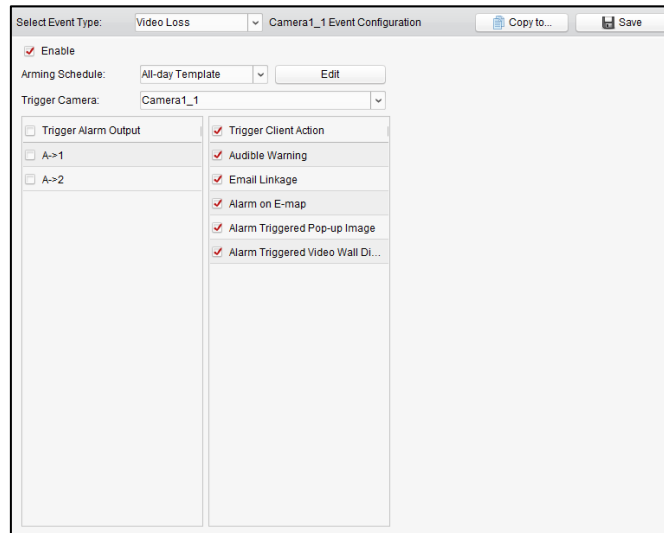 Select Event Type: Video Loss Camera1_1 Event Configuration Copy to... Save
Enable
Arming Schedule: All-day Template Edit
Trigger Camera: Camera1_1
Trigger Alarm Output Trigger Client Action
A->1 Audible Warning
A->2 Email Linkage
Alarm on E-map
Alarm Triggered Pop-up Image
Alarm Triggered Video Wall Di...